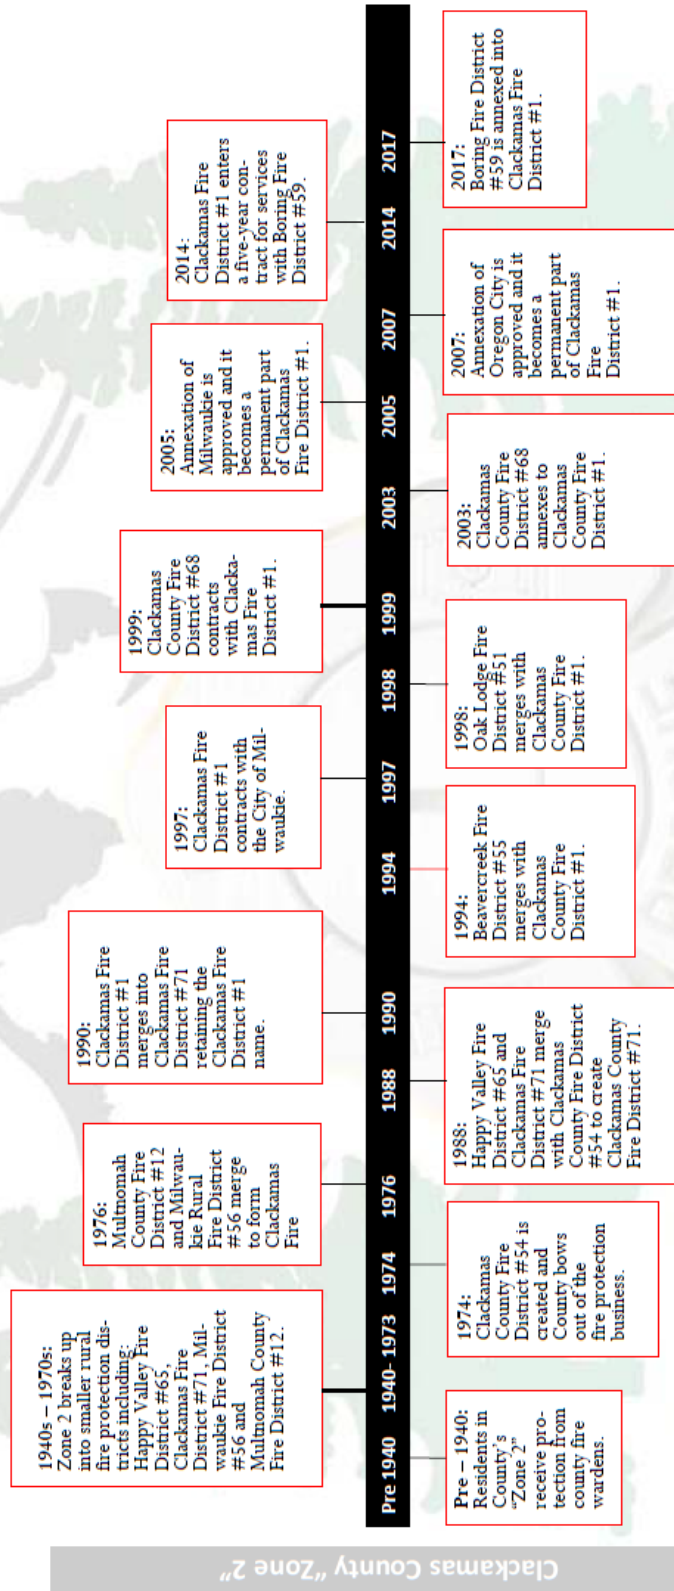 Clackamas County "Zone 2"
1940s – 1970s:
Zone 2 breaks up
into smaller rural
fire protection dis-
tricts including:
Happy Valley Fire
District #65,
Clackamas Fire
District #71, Mil-
waukie Fire District
#56 and
Multnomah County
Fire District #12.
1976:
Multnomah
County Fire
District #12
and Milwau-
kie Rural
Fire District
#56 merge
to form
Clackamas
Fire
1990:
Clackamas Fire
District #1
merges into
Clackamas Fire
District #71
retaining the
Clackamas Fire
District #1
name.
1997:
Clackamas Fire
District #1
contracts with
the City of Mil-
waukie.
1999:
Clackamas
County Fire
District #68
contracts
with Clacka-
mas Fire
District #1.
2005:
Annexation of
Milwaukie is
approved and it
becomes a
permanent part
of Clackamas
Fire District #1.
2014:
Clackamas Fire
District #1 enters
a five-year con-
tract for services
with Boring Fire
District #59.
Pre 1940 1940- 1973 1974 1976 1988 1990 1994 1997 1998 1999 2003 2005 2007 2014 2017
Pre – 1940:
Residents in
County's
"Zone 2"
receive pro-
tection from
county fire
wardens.
1974:
Clackamas
County Fire
District #54 is
created and
County bows
out of the
fire protection
business.
1988:
Happy Valley Fire
District #65 and
Clackamas Fire
District #71 merge
with Clackamas
County Fire District
#54 to create
Clackamas County
Fire District #71.
1994:
Beavercreek Fire
District #55
merges with
Clackamas
County Fire
District #1.
1998:
Oak Lodge Fire
District #51
merges with
Clackamas
County Fire
District #1.
2003:
Clackamas
County Fire
District #68
annexes to
Clackamas
County Fire
District #1.
2007:
Annexation of
Oregon City is
approved and it
becomes a
permanent part
of Clackamas
Fire
District #1.
2017:
Boring Fire District
#59 is annexed into
Clackamas Fire
District #1.